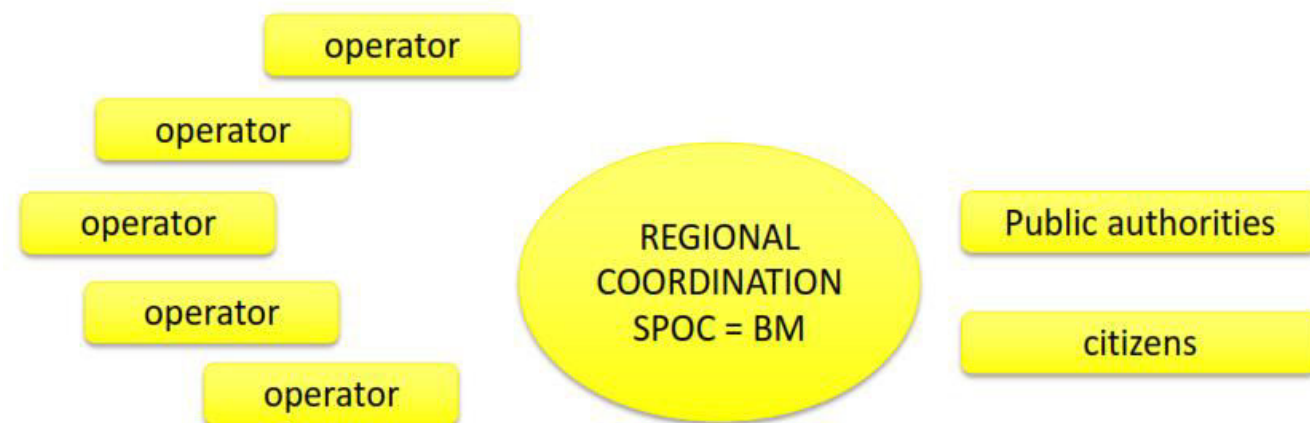 operator
operator
operator
operator
operator
REGIONAL
COORDINATION
SPOC = BM
Public authorities
citizens